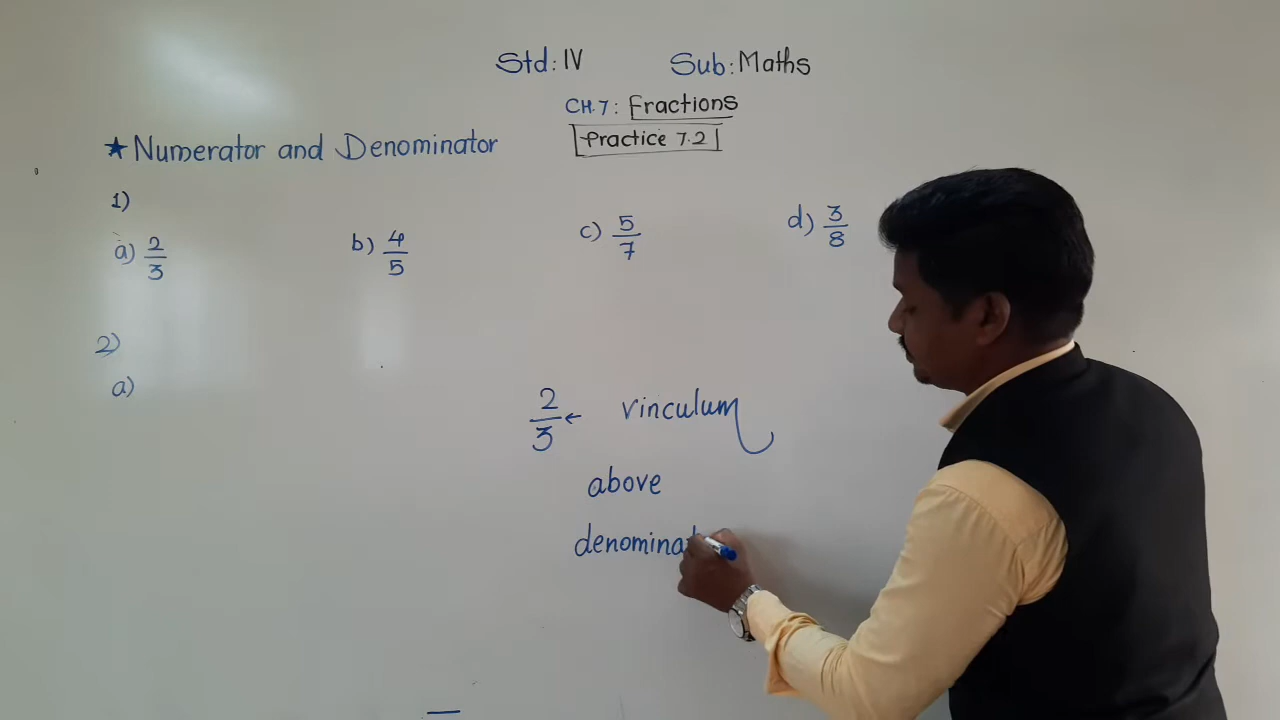 Std: IV Sub: Maths
CH.7: Fractions
Practice 7.2
★ Numerator and Denominator
1)
a) 2/3 b) 4/5 c) 5/7 d) 3/8
2)
a)
2/3 ← vinculum
above
denominat